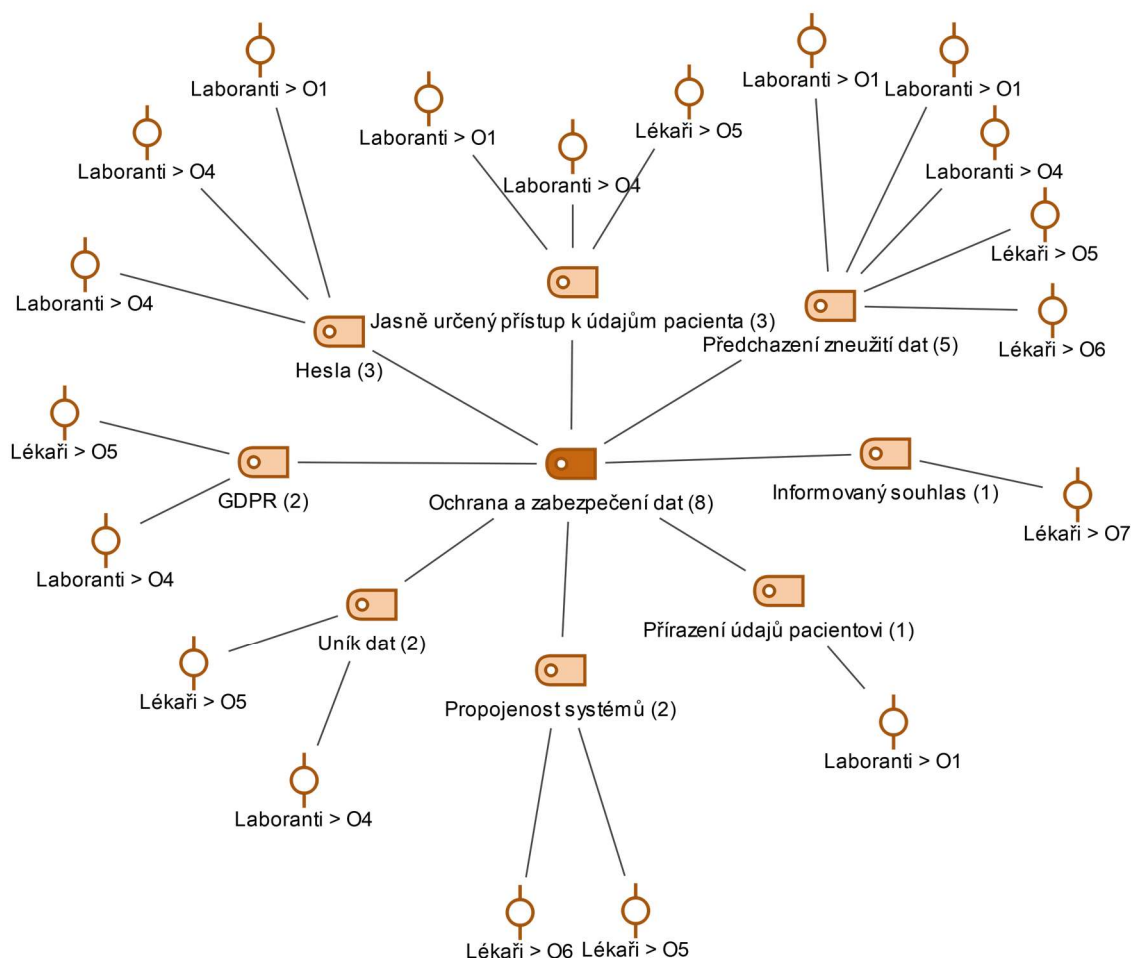 Laboranti > O1
Laboranti > O1
Laboranti > O1
Laboranti > O1
Lékaři > O5
Laboranti > O4
Laboranti > O4
Laboranti > O4
Lékaři > O5
Laboranti > O4
Jasně určený přístup k údajům pacienta (3)
Předchazení zneužití dat (5)
Lékaři > O6
Hesla (3)
Lékaři > O5
GDPR (2)
Ochrana a zabezpečení dat (8)
Informovaný souhlas (1)
Lékaři > O7
Laboranti > O4
Uník dat (2)
Přírazení údajů pacientovi (1)
Lékaři > O5
Propojenost systémů (2)
Laboranti > O1
Laboranti > O4
Lékaři > O6
Lékaři > O5